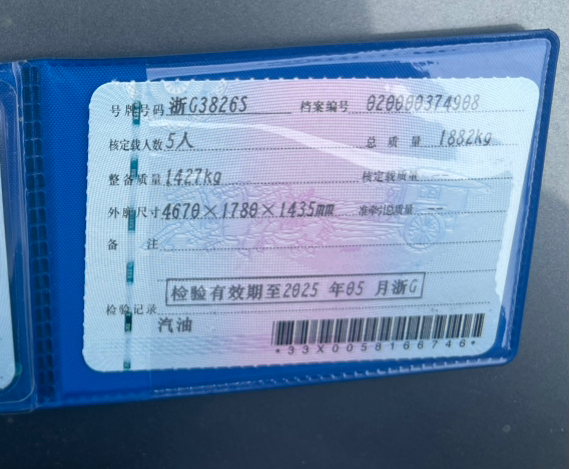 号牌号码 浙G3826S 档案编号 020000374908
核定载人数 5人 总质量 1882kg
整备质量 1427kg 核定载质量 --
外廓尺寸 4670×1780×1435mm 准牵引总质量 --
备注
检验有效期至2025 年05 月浙G
检验记录
汽油
*33X0058166746*